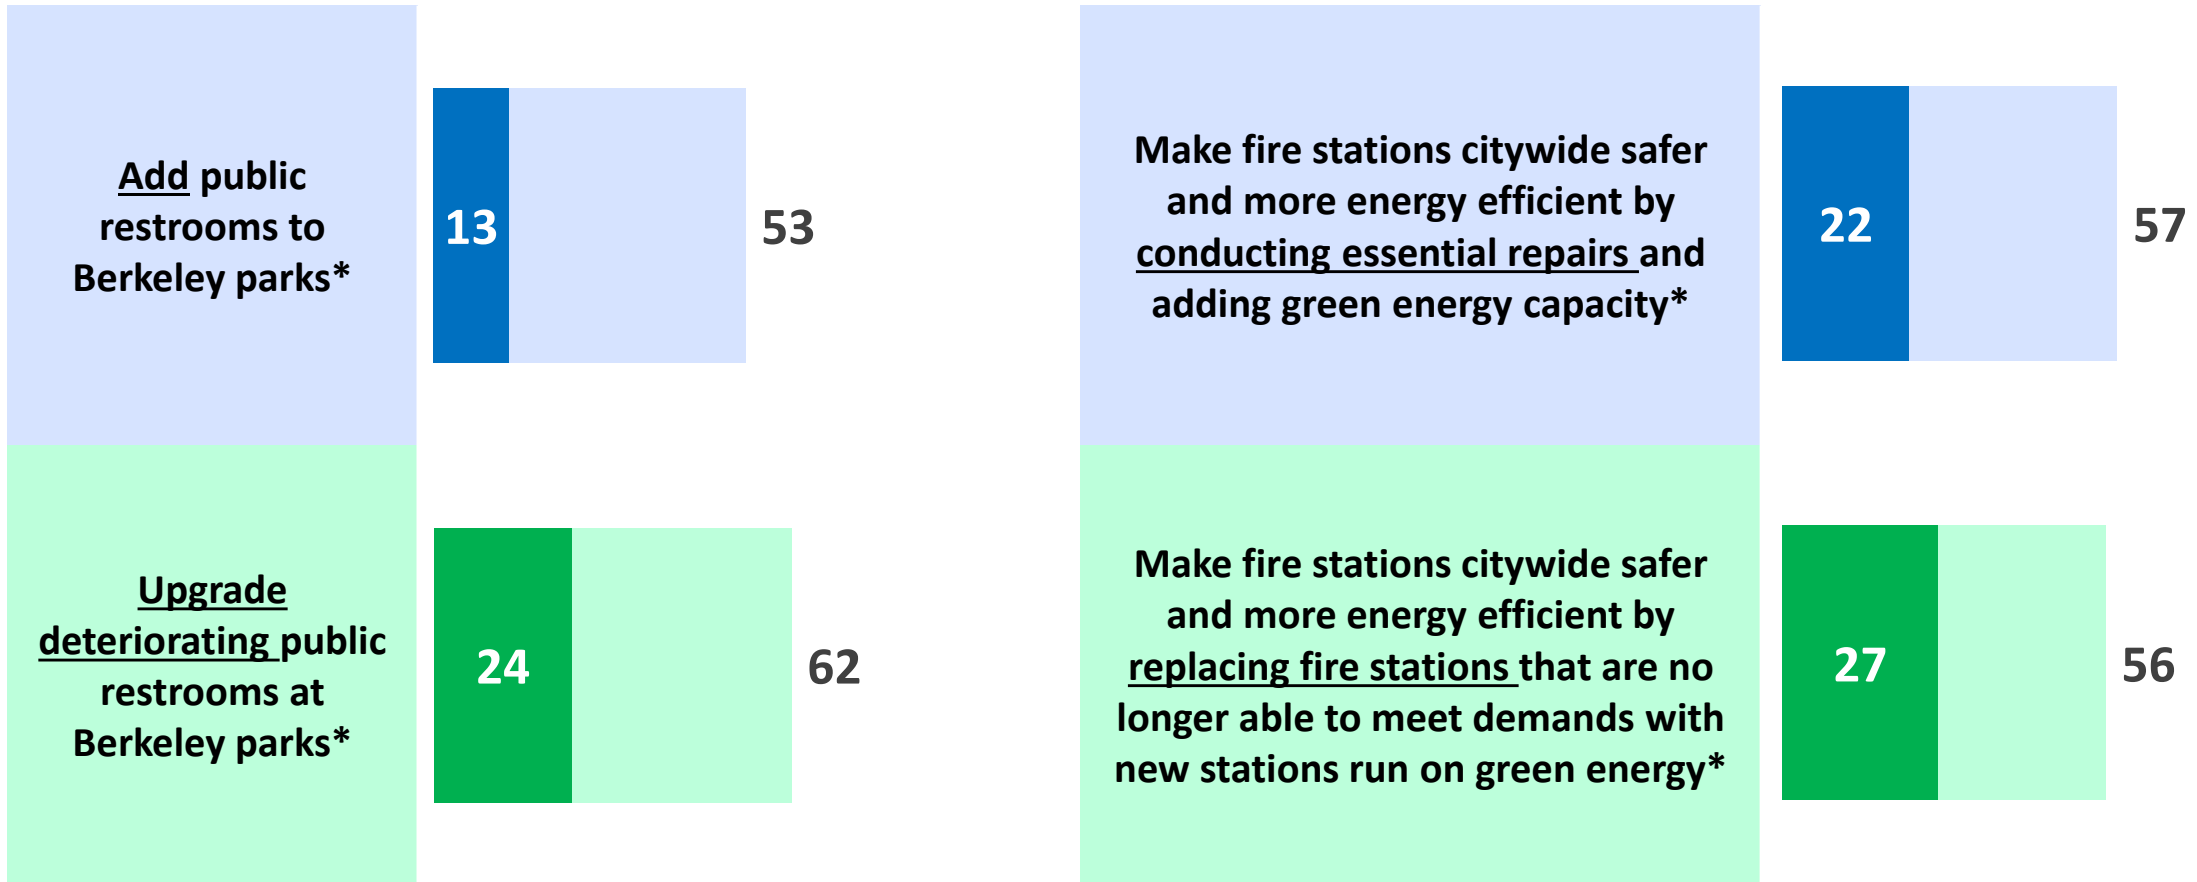 Add public
restrooms to
Berkeley parks*
13
53
Upgrade
deteriorating public
restrooms at
Berkeley parks*
24
62
Make fire stations citywide safer
and more energy efficient by
conducting essential repairs and
adding green energy capacity*
22
57
Make fire stations citywide safer
and more energy efficient by
replacing fire stations that are no
longer able to meet demands with
new stations run on green energy*
27
56